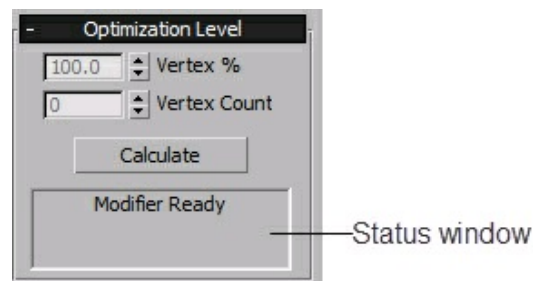 - Optimization Level
100.0 Vertex %
0 Vertex Count
Calculate
Modifier Ready
Status window